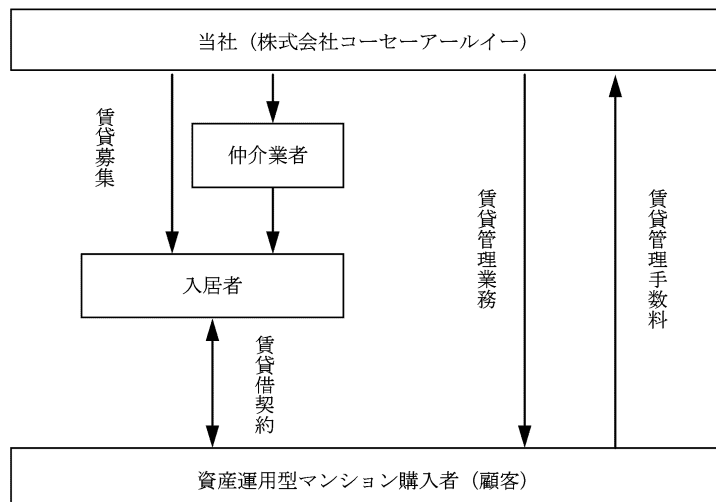 当社（株式会社コーセーアールイー）
賃貸募集
仲介業者
入居者
賃貸借契約
賃貸管理業務
賃貸管理手数料
資産運用型マンション購入者（顧客）